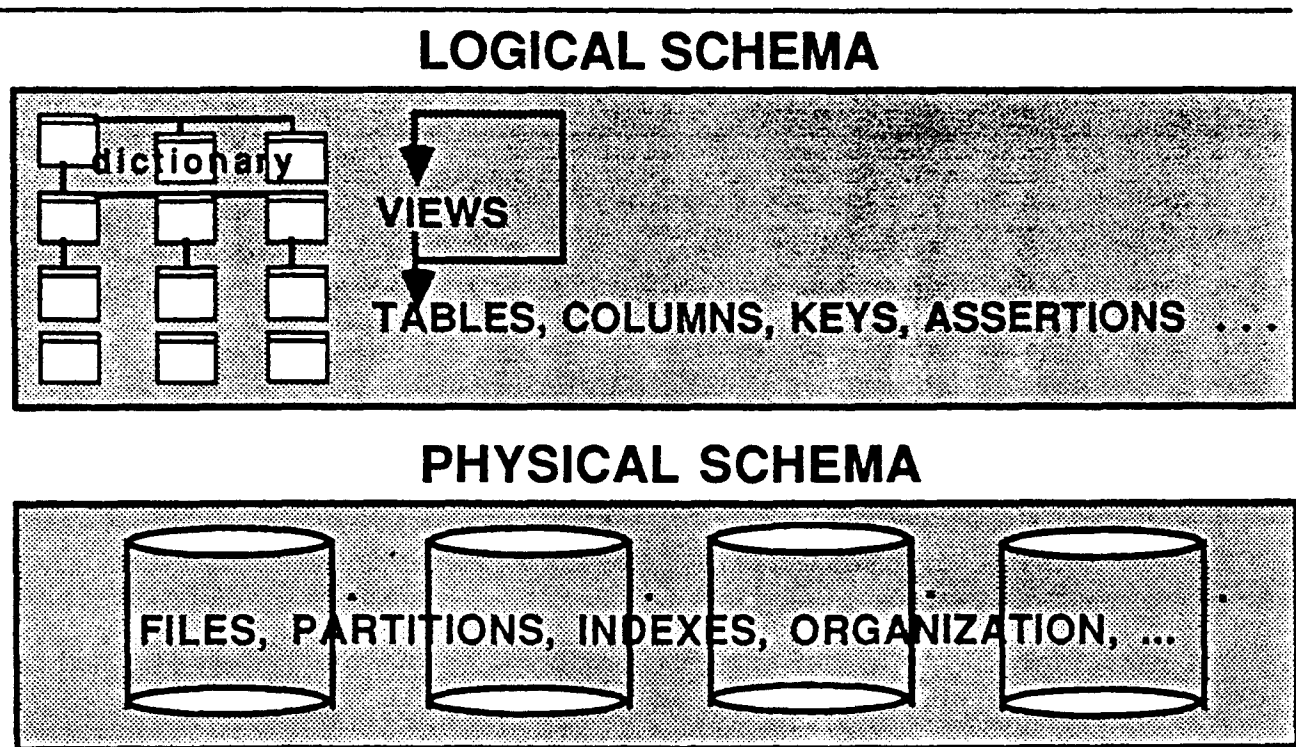 LOGICAL SCHEMA
dictionary
VIEWS
TABLES, COLUMNS, KEYS, ASSERTIONS . . .
PHYSICAL SCHEMA
FILES, PARTITIONS, INDEXES, ORGANIZATION, ...